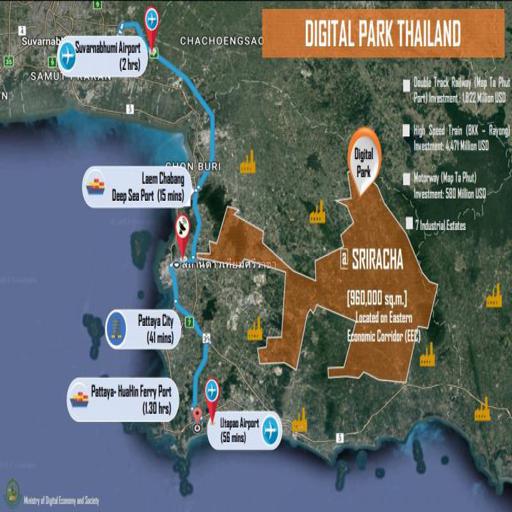 DIGITAL PARK THAILAND
Suvarnabhumi Airport
(2 hrs)
CHACHOENGSAO
SAMUT PRAKAN
Double Track Railway (Map Ta Phut
Port) Investment : 1,822 Million USD
High Speed Train (BKK – Rayong)
Investment: 4,471 Million USD
Motorway (Map Ta Phut)
Investment: 580 Million USD
7 Industrial Estates
Digital
Park
CHON BURI
Laem Chabang
Deep Sea Port (15 mins)
@ SRIRACHA
(960,000 sq.m.)
Located on Eastern
Economic Corridor (EEC)
Pattaya City
(41 mins)
Pattaya- HuaHin Ferry Port
(1.30 hrs)
Utapao Airport
(56 mins)
Ministry of Digital Economy and Society